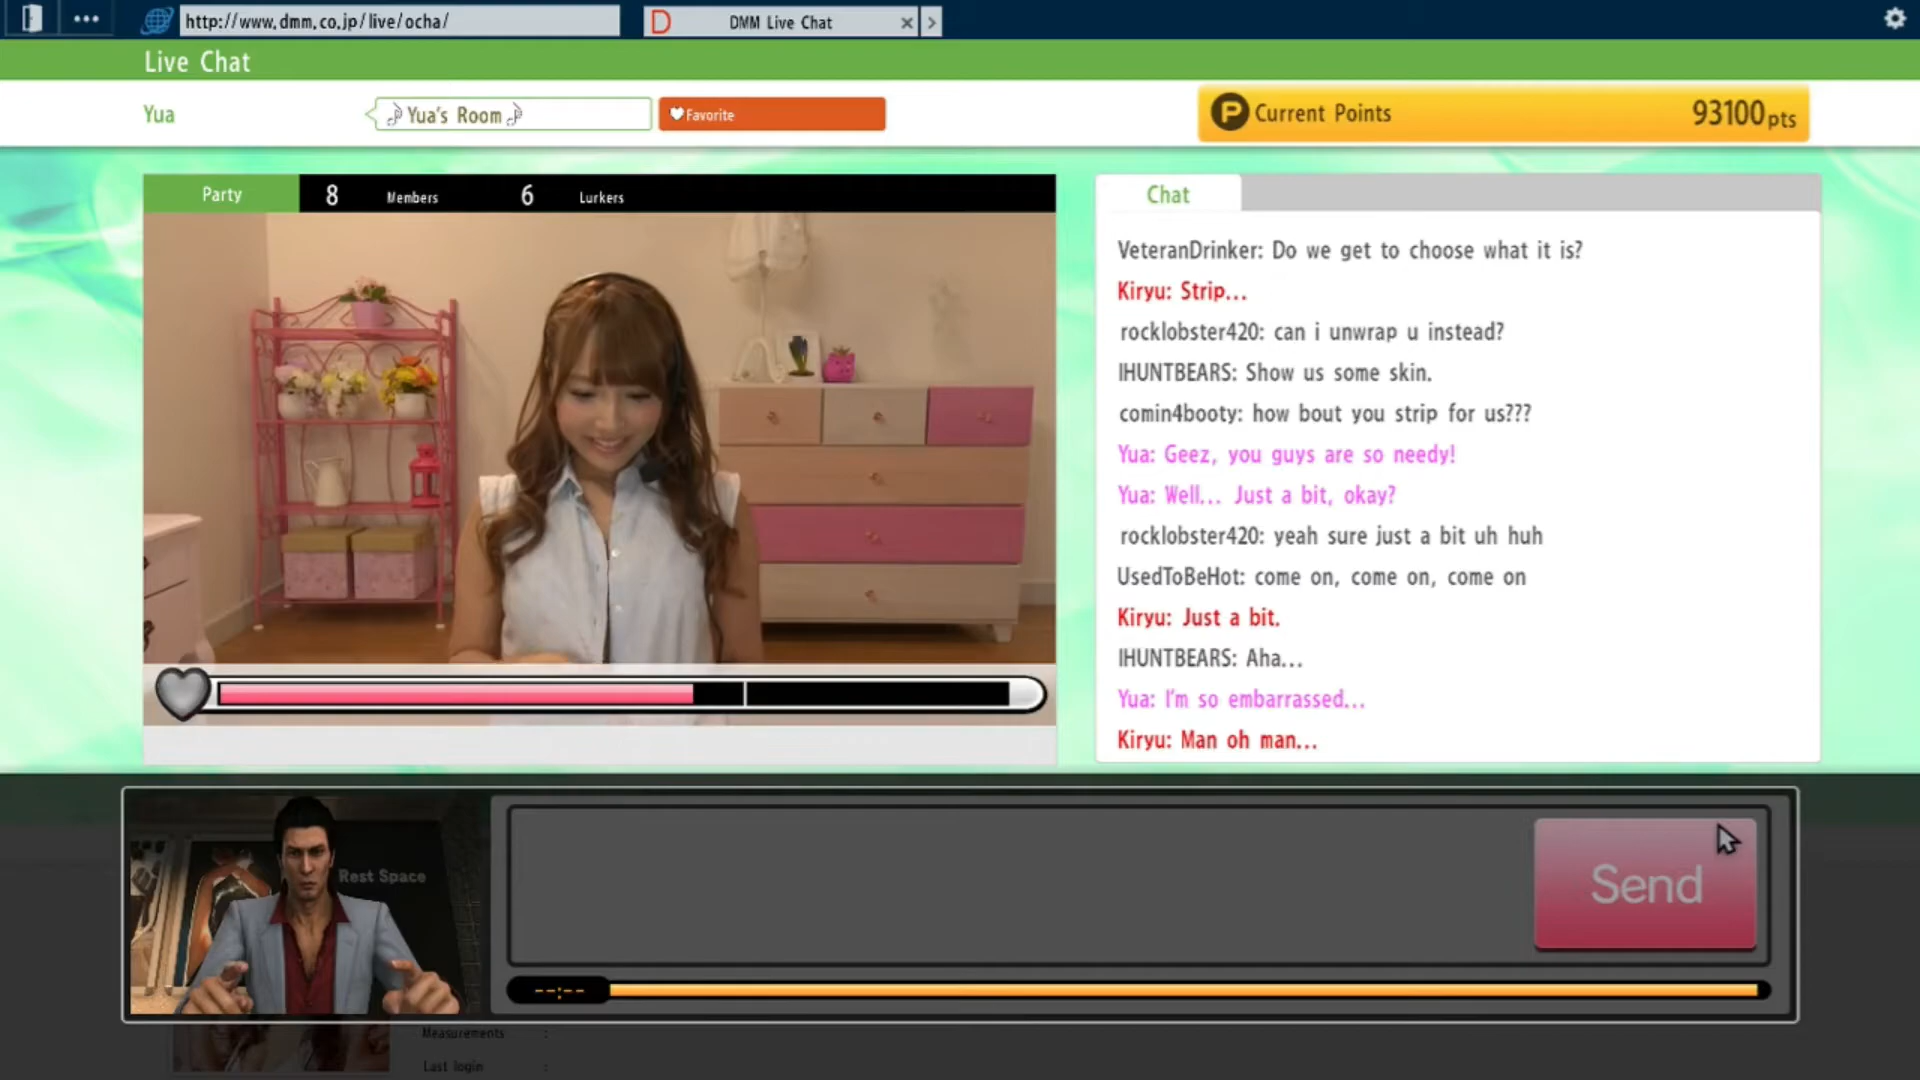 http://www.dmm.co.jp/live/ocha/
DMM Live Chat
Live Chat
Yua
Yua's Room
Favorite
P Current Points 93100pts
Party 8 Members 6 Lurkers
Chat
VeteranDrinker: Do we get to choose what it is?
Kiryu: Strip...
rocklobster420: can i unwrap u instead?
IHUNTBEARS: Show us some skin.
comin4booty: how bout you strip for us???
Yua: Geez, you guys are so needy!
Yua: Well... Just a bit, okay?
rocklobster420: yeah sure just a bit uh huh
UsedToBeHot: come on, come on, come on
Kiryu: Just a bit.
IHUNTBEARS: Aha...
Yua: I'm so embarrassed...
Kiryu: Man oh man...
Rest Space
Send
--:--
Measurements :
Last login :